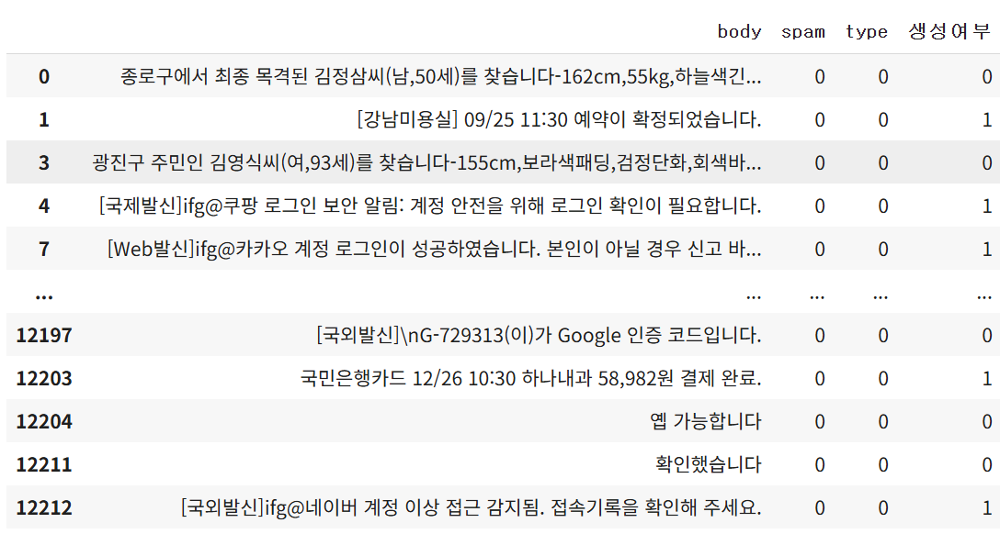 body spam type 생성여부
0 종로구에서 최종 목격된 김정삼씨(남,50세)를 찾습니다-162cm,55kg,하늘색긴... 0 0 0
1 [강남미용실] 09/25 11:30 예약이 확정되었습니다. 0 0 1
3 광진구 주민인 김영식씨(여,93세)를 찾습니다-155cm,보라색패딩,검정단화,회색바... 0 0 0
4 [국제발신]ifg@쿠팡 로그인 보안 알림: 계정 안전을 위해 로그인 확인이 필요합니다. 0 0 1
7 [Web발신]ifg@카카오 계정 로그인이 성공하였습니다. 본인이 아닐 경우 신고 바... 0 0 1
... ... ... ... ...
12197 [국외발신]\nG-729313(이)가 Google 인증 코드입니다. 0 0 0
12203 국민은행카드 12/26 10:30 하나내과 58,982원 결제 완료. 0 0 1
12204 옙 가능합니다 0 0 0
12211 확인했습니다 0 0 0
12212 [국외발신]ifg@네이버 계정 이상 접근 감지됨. 접속기록을 확인해 주세요. 0 0 1